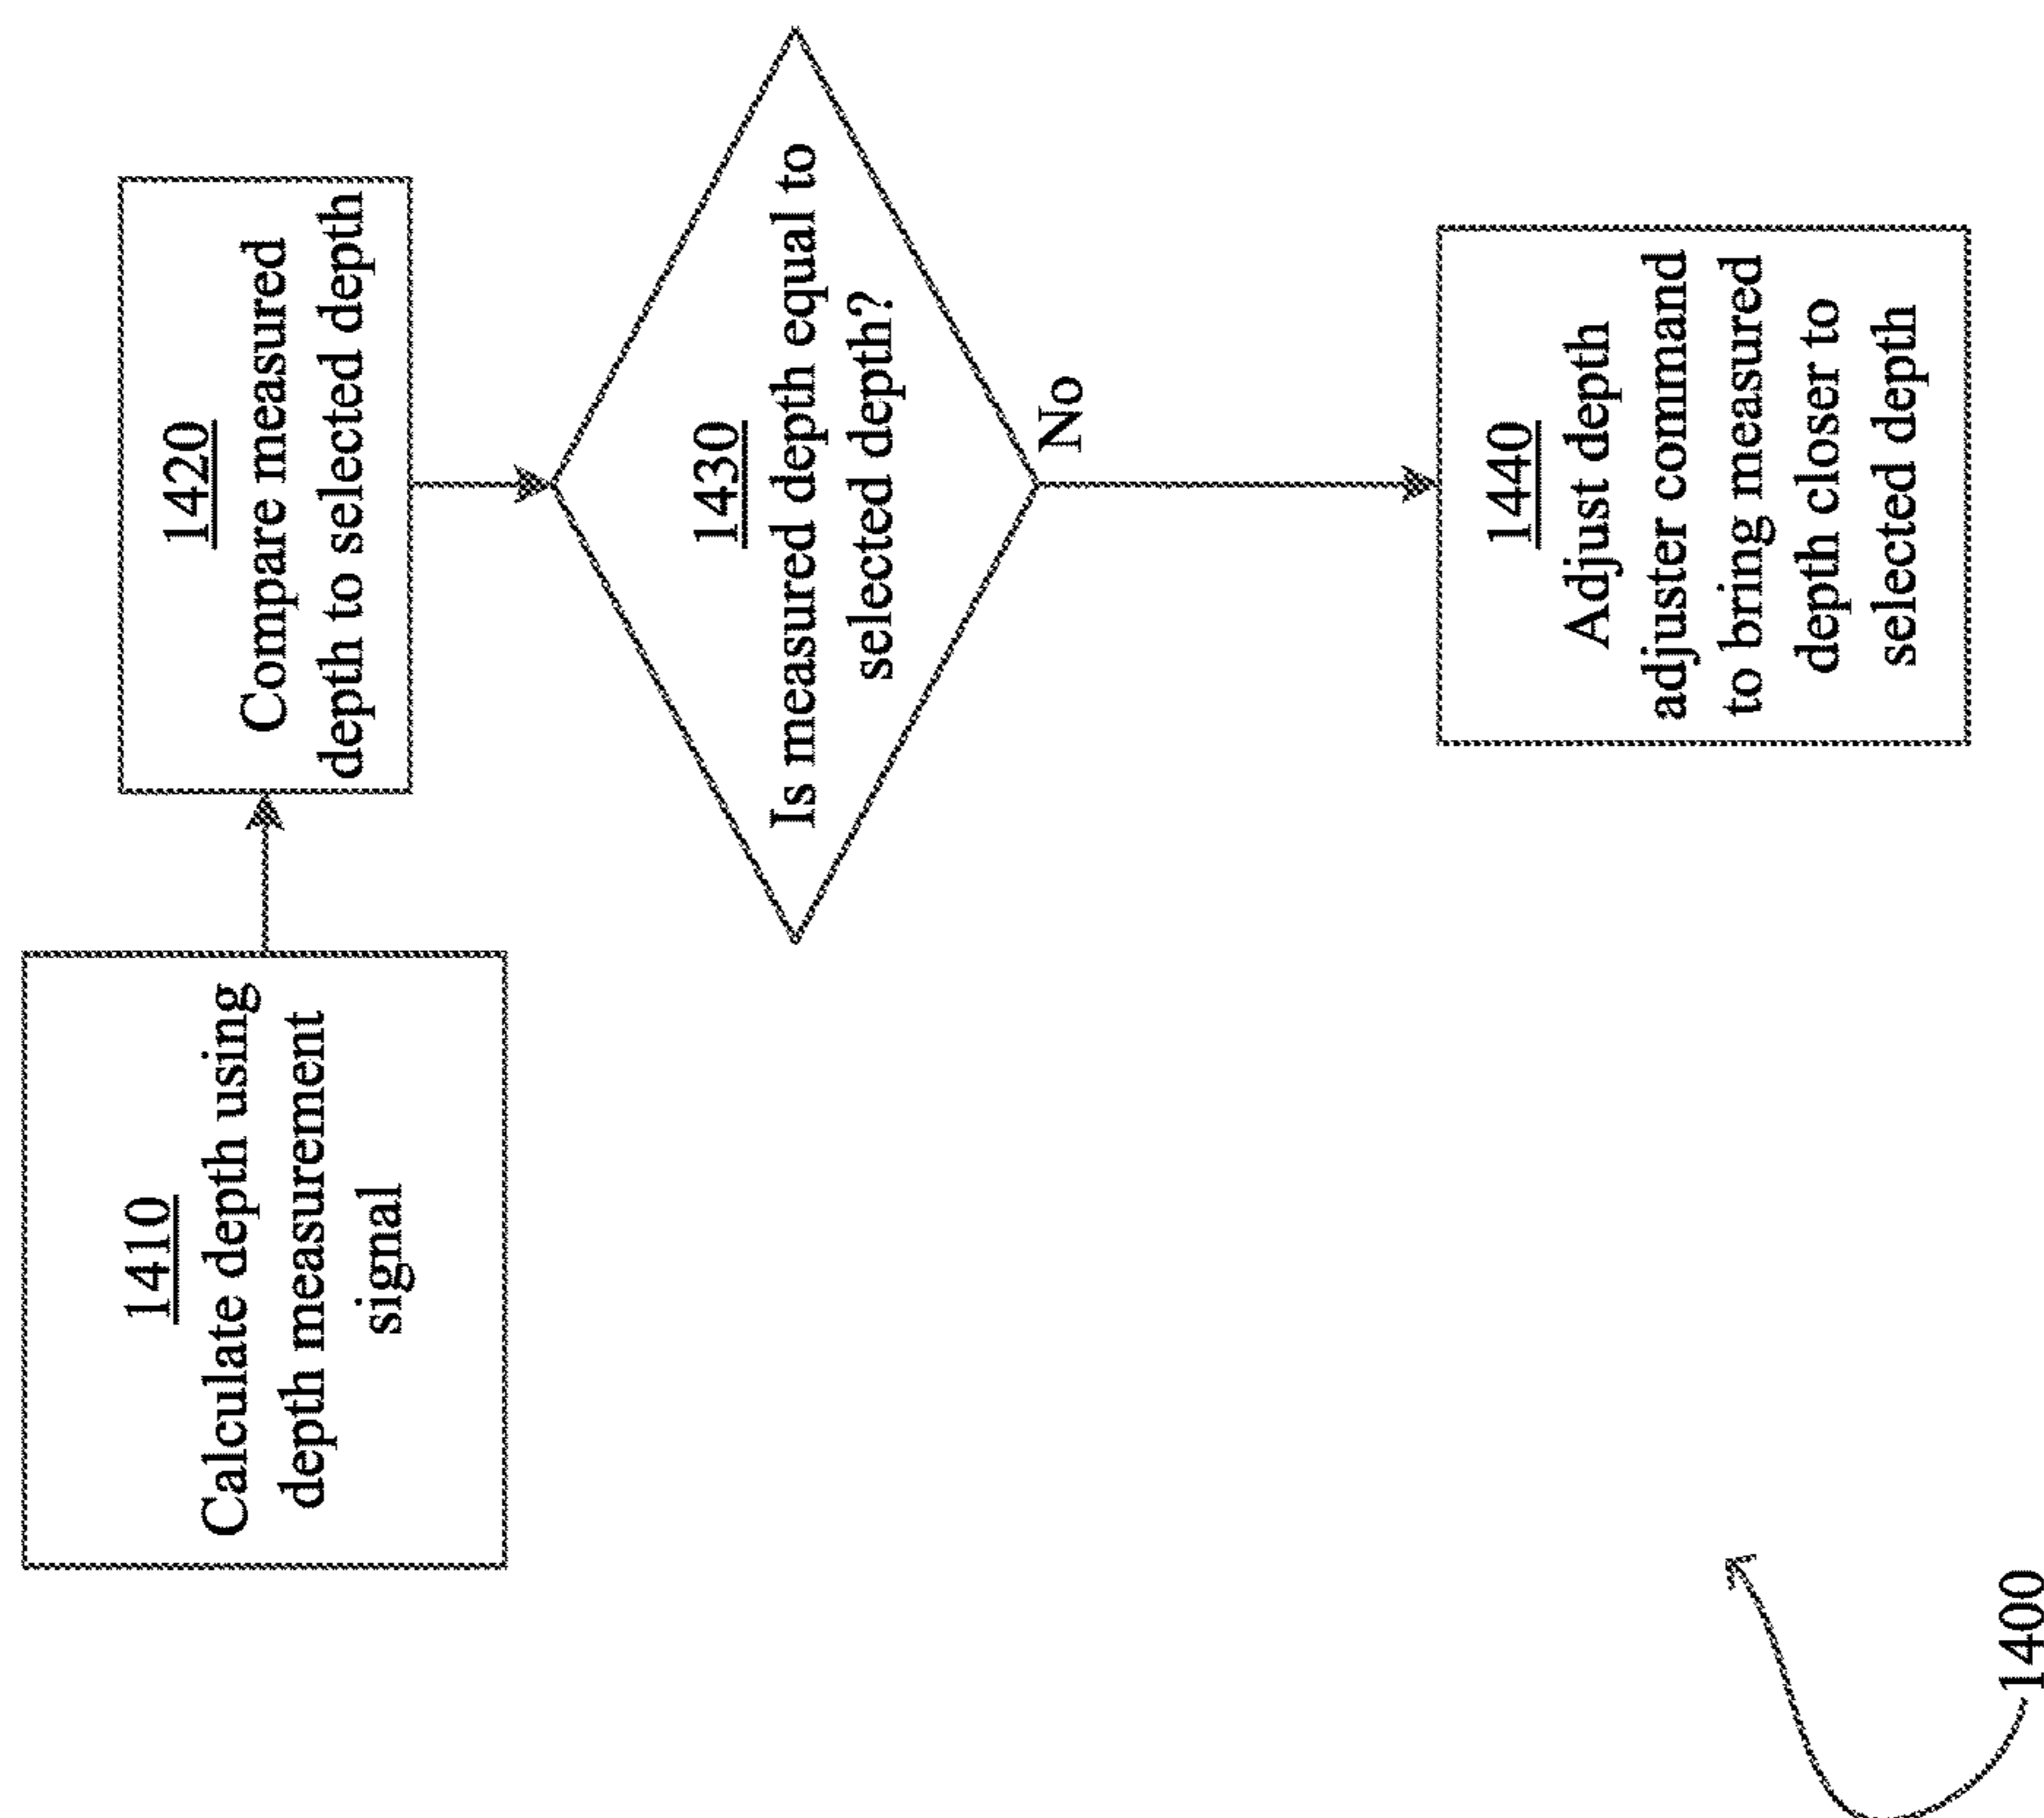 1410
Calculate depth using
depth measurement
signal
1420
Compare measured
depth to selected depth
1430
Is measured depth equal to
selected depth?
No
1440
Adjust depth
adjuster command
to bring measured
depth closer to
selected depth
1400